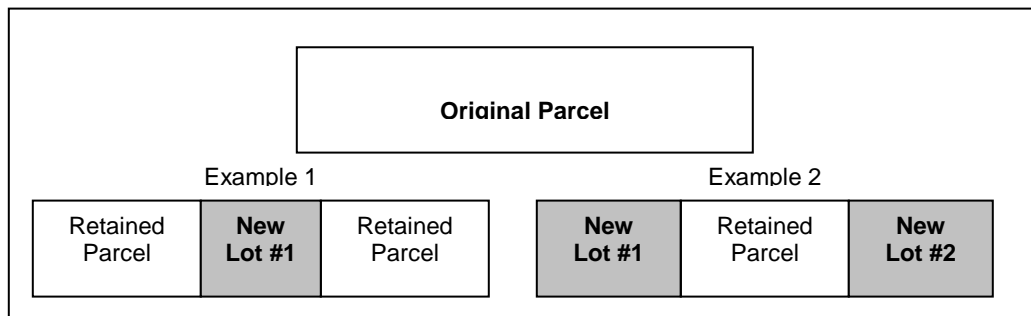 Original Parcel
Example 1
Example 2
Retained Parcel
New Lot #1
Retained Parcel
New Lot #1
Retained Parcel
New Lot #2